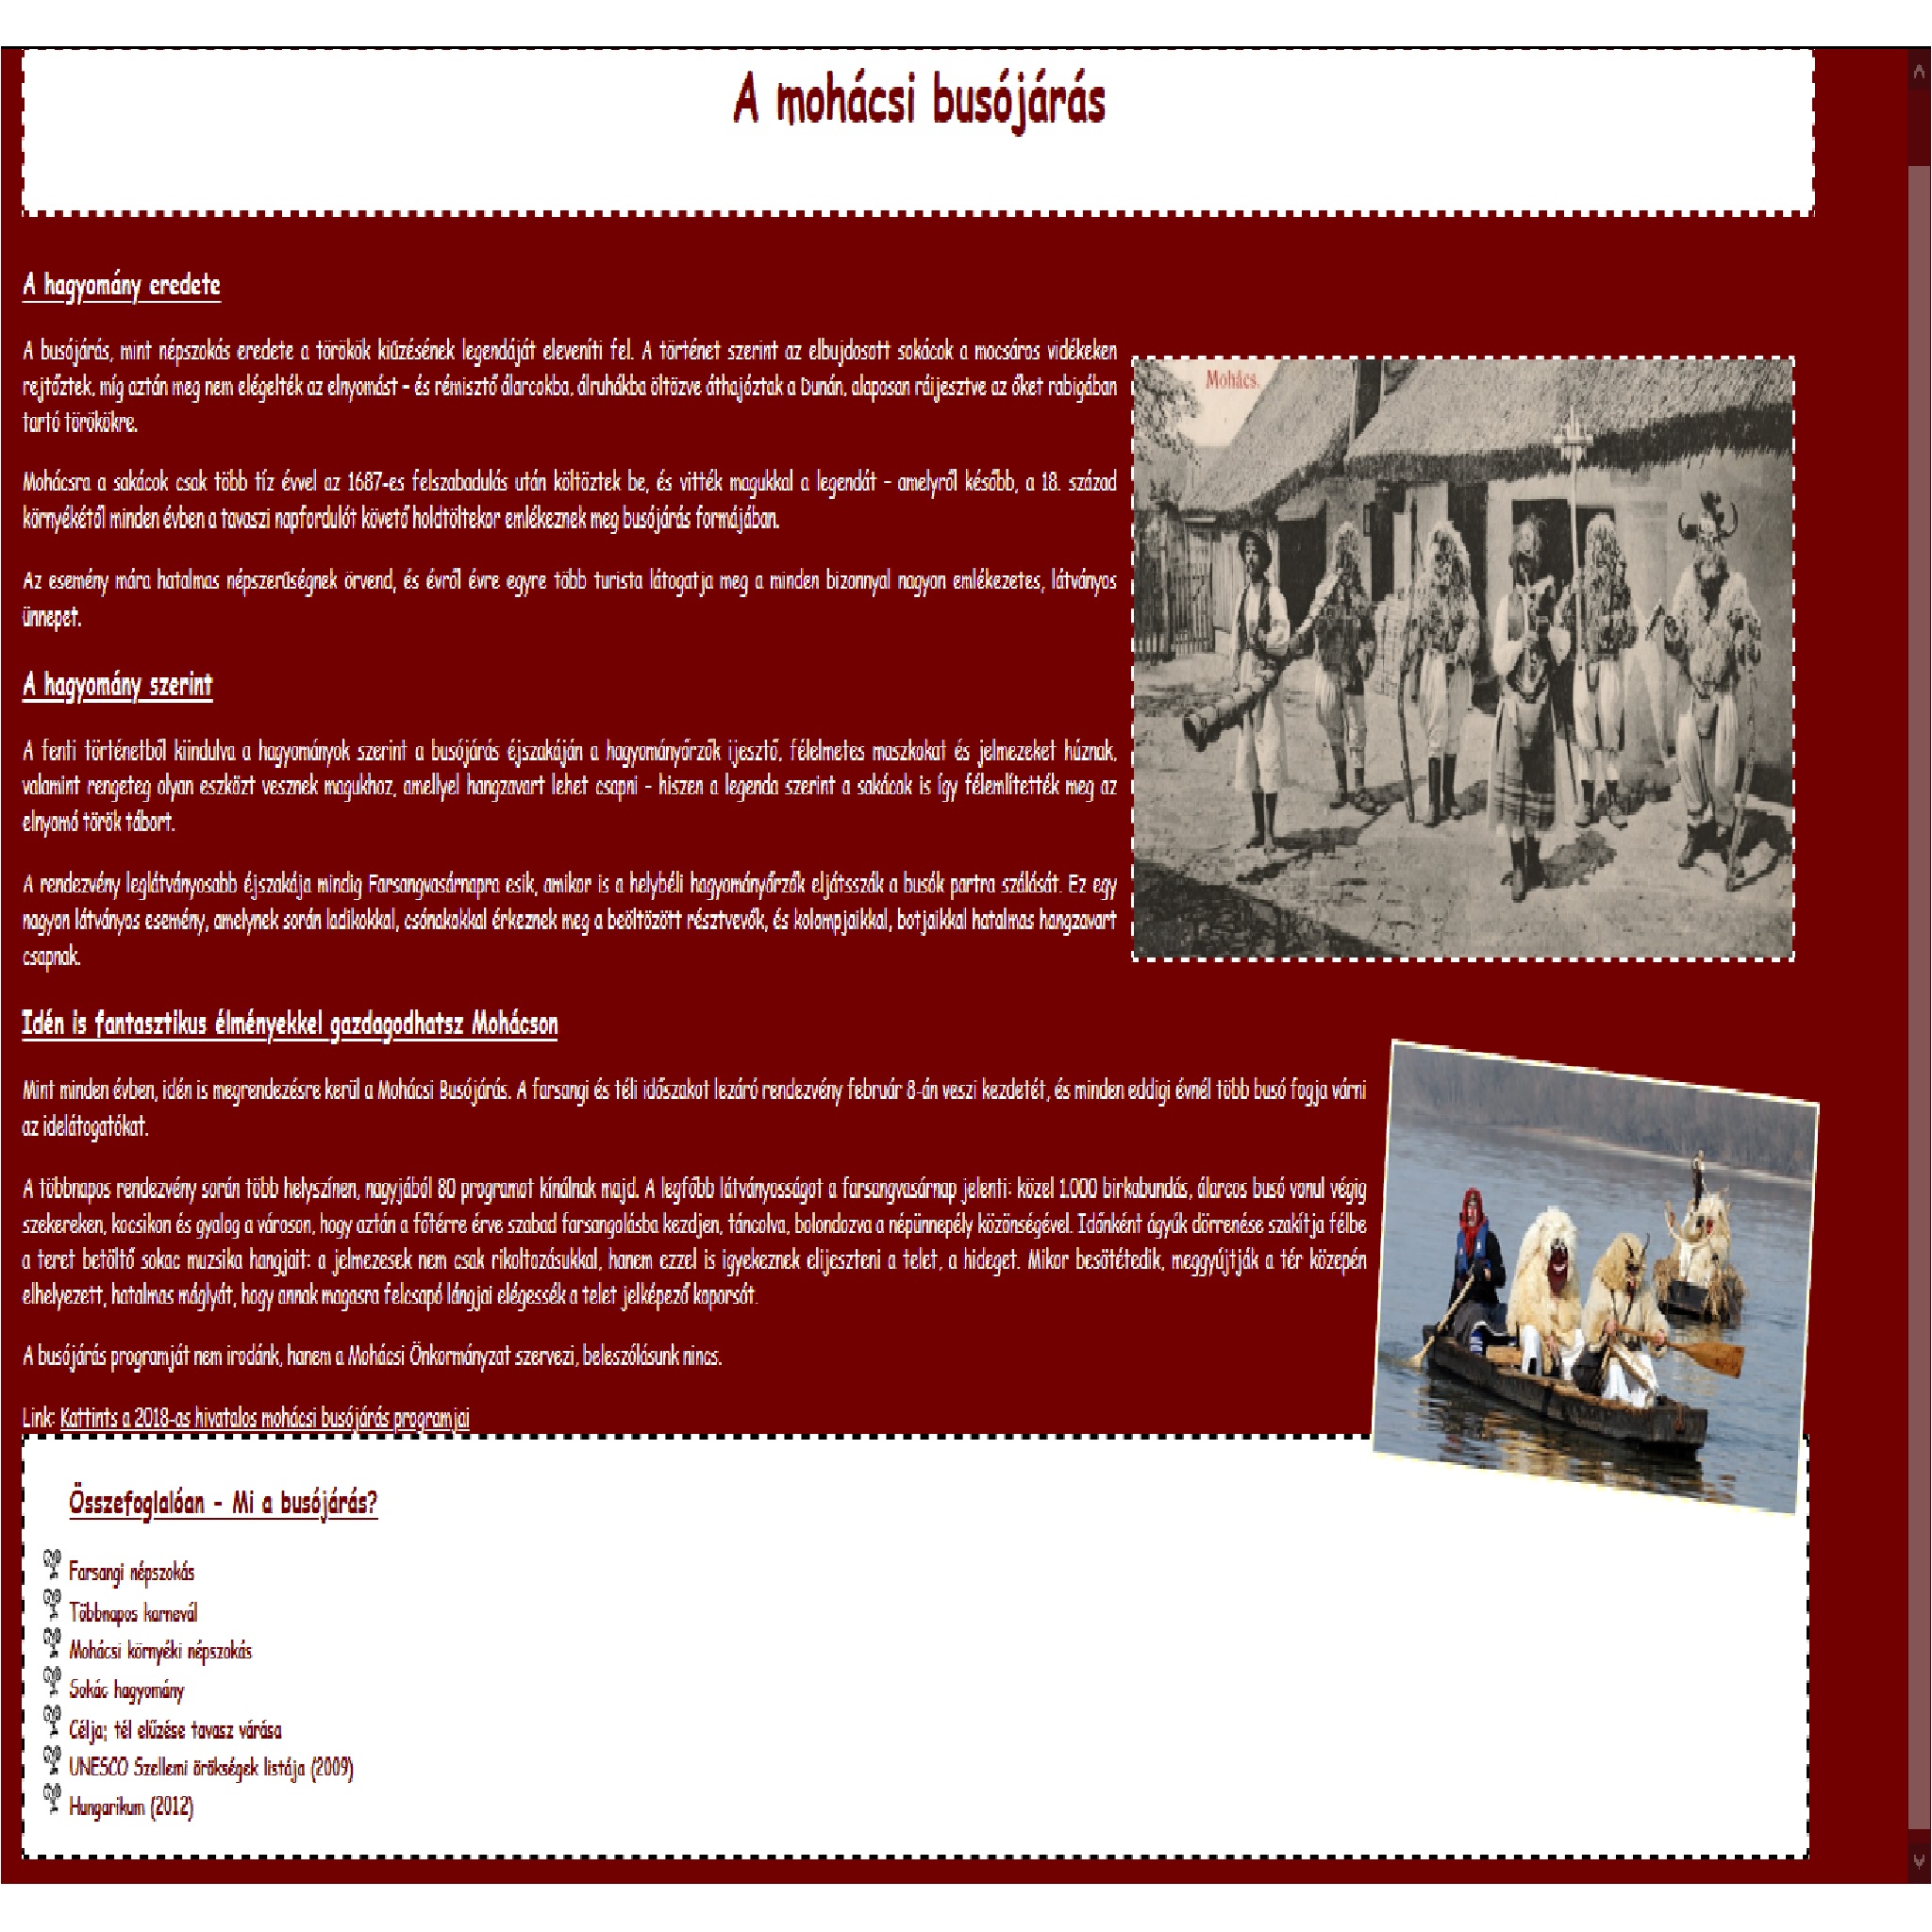 A mohácsi busójárás
A hagyomány eredete
A busójárás, mint népszokás eredete a törökök kiűzésének legendáját eleveníti fel. A történet szerint az elbujdosott sokácok a mocsáros vidékeken
rejtőztek, míg aztán meg nem elégelték az elnyomást - és rémisztő álarcokba, álruhákba öltözve áthajóztak a Dunán, alaposan ráijesztve az őket rabigában
tartó törökökre.
Mohácsra a sakácok csak több tíz évvel az 1687-es felszabadulás után költöztek be, és vitték magukkal a legendát - amelyről később, a 18. század
környékétől minden évben a tavaszi napfordulót követő holdtöltekor emlékeznek meg busójárás formájában.
Az esemény mára hatalmas népszerűségnek örvend, és évről évre egyre több turista látogatja meg a minden bizonnyal nagyon emlékezetes, látványos
ünnepet.
Mohács.
A hagyomány szerint
A fenti történetből kiindulva a hagyományok szerint a busójárás éjszakáján a hagyományőrzők ijesztő, félelmetes maszkokat és jelmezeket húznak,
valamint rengeteg olyan eszközt vesznek magukhoz, amellyel hangzavart lehet csapni - hiszen a legenda szerint a sakácok is így félemlítették meg az
elnyomó török tábort.
A rendezvény leglátványosabb éjszakája mindig Farsangvasárnapra esik, amikor is a helybéli hagyományőrzők eljátsszák a busók partra szálását. Ez egy
nagyon látványos esemény, amelynek során ladikokkal, csónakokkal érkeznek meg a beöltözött résztvevők, és kolompjaikkal, botjaikkal hatalmas hangzavart
csapnak.
Idén is fantasztikus élményekkel gazdagodhatsz Mohácson
Mint minden évben, idén is megrendezésre kerül a Mohácsi Busójárás. A farsangi és téli időszakot lezáró rendezvény február 8-án veszi kezdetét, és minden eddigi évnél több busó fogja várni
az idelátogatókat.
A többnapos rendezvény során több helyszínen, nagyjából 80 programot kínálnak majd. A legfőbb látványosságot a farsangvasárnap jelenti: közel 1.000 birkabundás, álarcos busó vonul végig
szekereken, kocsikon és gyalog a városon, hogy aztán a főtérre érve szabad farsangolásba kezdjen, táncolva, bolondozva a népünnepély közönségével. Időnként ágyúk dörrenése szakítja félbe
a teret betöltő sokac muzsika hangjait: a jelmezesek nem csak rikoltozásukkal, hanem ezzel is igyekeznek elijeszteni a telet, a hideget. Mikor besötétedik, meggyújtják a tér közepén
elhelyezett, hatalmas máglyát, hogy annak magasra felcsapó lángjai elégessék a telet jelképező koporsót.
A busójárás programját nem irodánk, hanem a Mohácsi Önkormányzat szervezi, beleszólásunk nincs.
Link: Kattints a 2018-as hivatalos mohácsi busójárás programjai
Összefoglalóan - Mi a busójárás?
Farsangi népszokás
Többnapos karnevál
Mohácsi környéki népszokás
Sokác hagyomány
Célja; tél elűzése tavasz várása
UNESCO Szellemi örökségek listája (2009)
Hungarikum (2012)